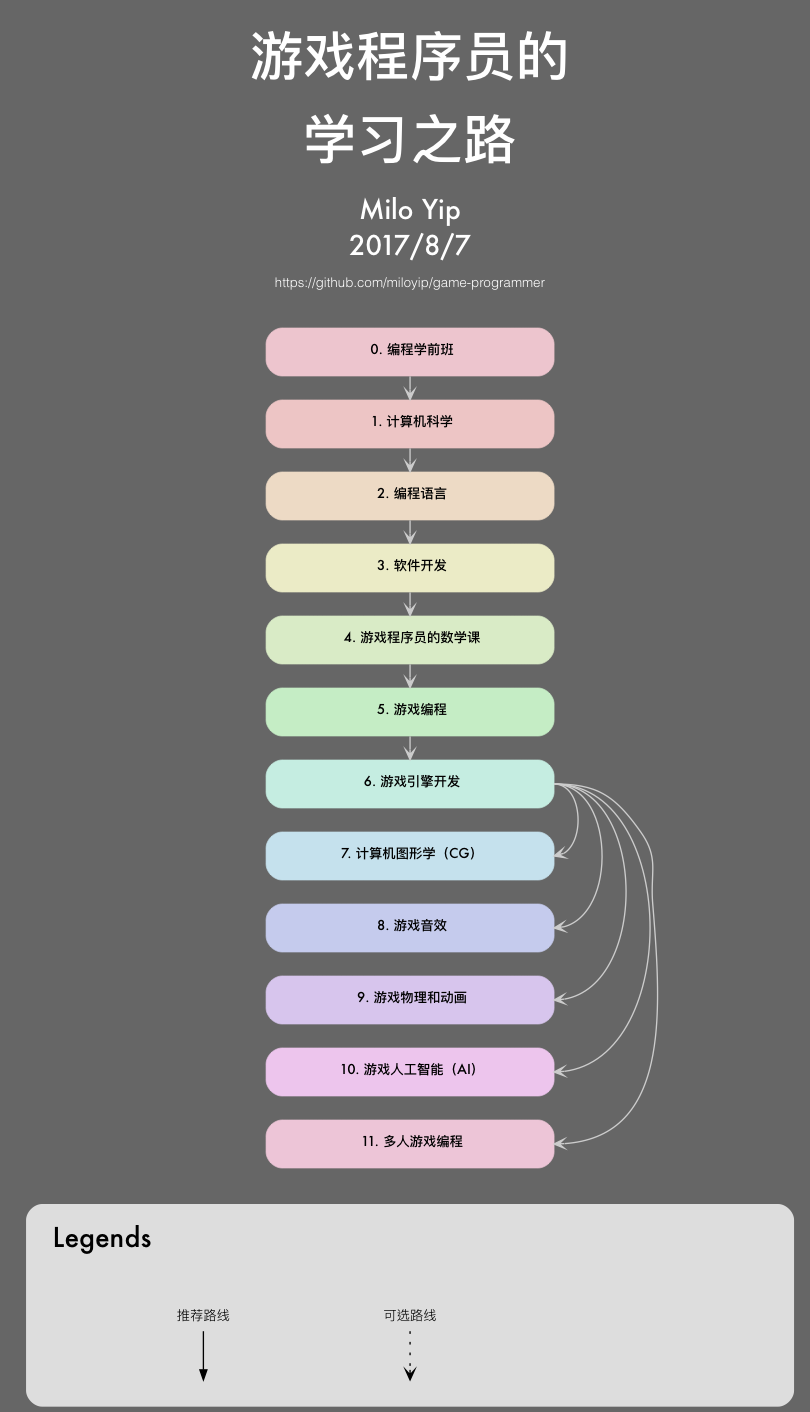 游戏程序员的
学习之路
Milo Yip
2017/8/7
https://github.com/miloyip/game-programmer
0. 编程学前班
1. 计算机科学
2. 编程语言
3. 软件开发
4. 游戏程序员的数学课
5. 游戏编程
6. 游戏引擎开发
7. 计算机图形学（CG）
8. 游戏音效
9. 游戏物理和动画
10. 游戏人工智能（AI）
11. 多人游戏编程
Legends
推荐路线
可选路线